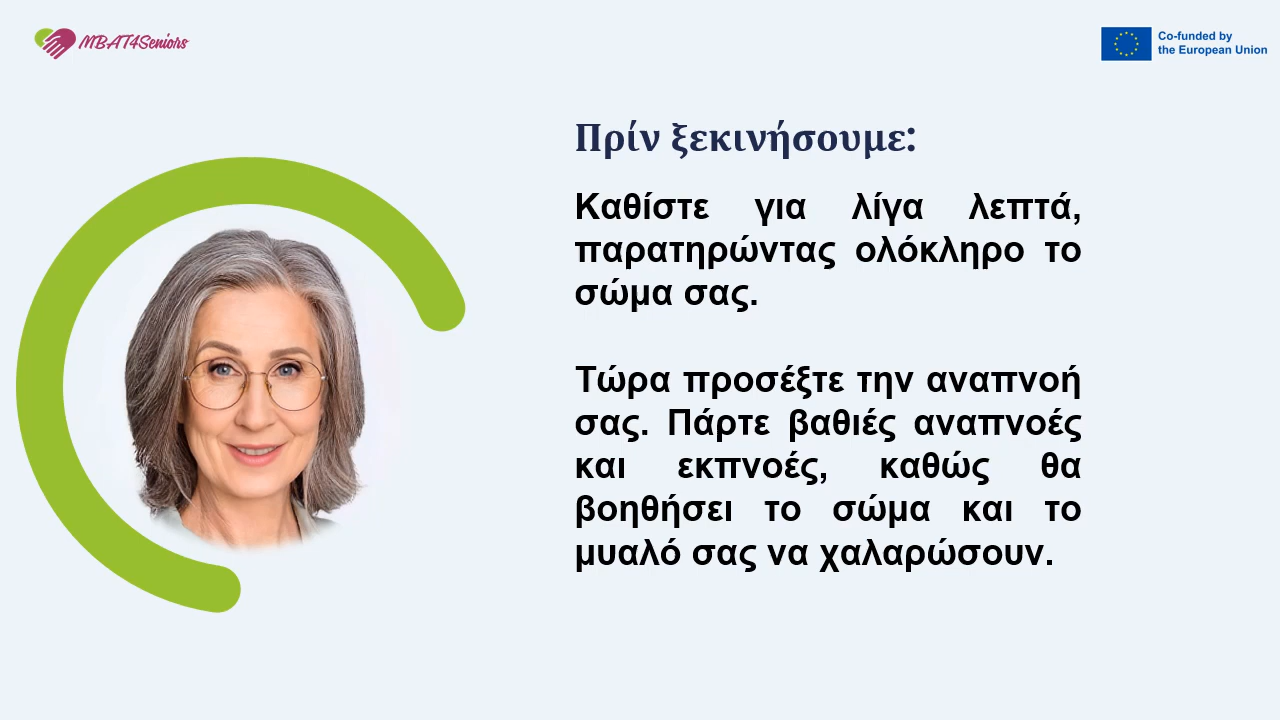 MBAT4Seniors
Co-funded by
the European Union
Πρίν ξεκινήσουμε:
Καθίστε για λίγα λεπτά,
παρατηρώντας ολόκληρο το
σώμα σας.
Τώρα προσέξτε την αναπνοή
σας. Πάρτε βαθιές αναπνοές
και εκπνοές, καθώς θα
βοηθήσει το σώμα και το
μυαλό σας να χαλαρώσουν.